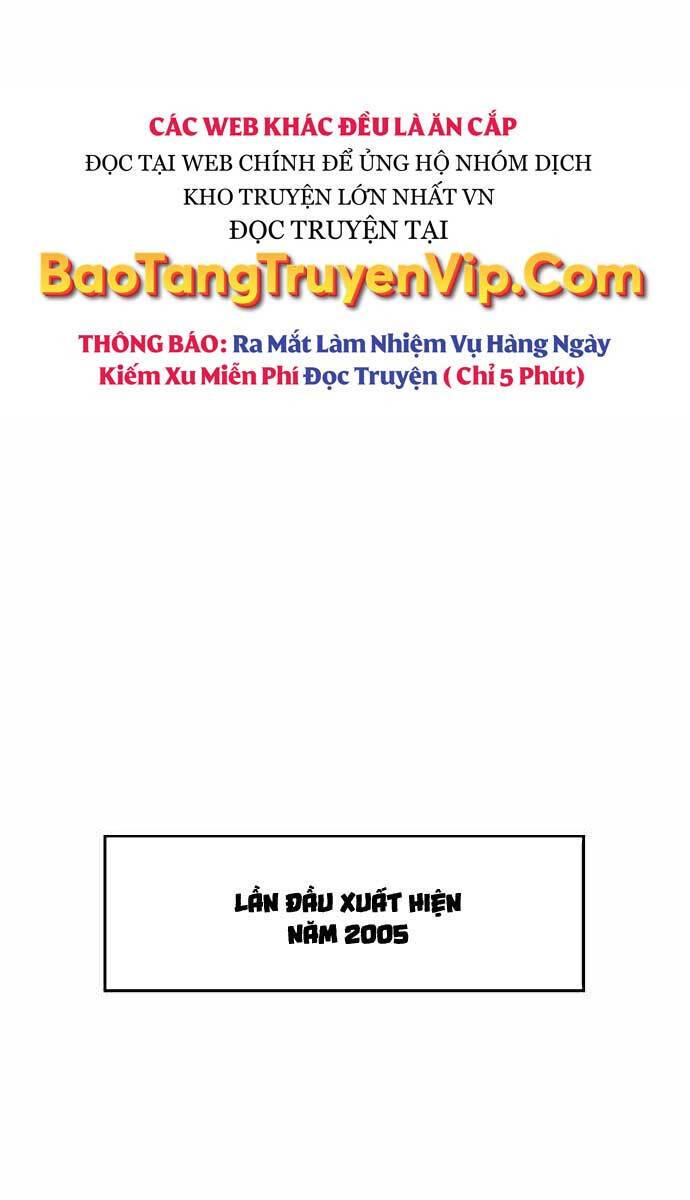 CÁC WEB KHÁC ĐỀU LÀ ĂN CẮP
ĐỌC TẠI WEB CHÍNH ĐỂ ỦNG HỘ NHÓM DỊCH
KHO TRUYỆN LỚN NHẤT VN
ĐỌC TRUYỆN TẠI
BaoTangTruyenVip.Com
THÔNG BÁO: Ra Mắt Làm Nhiệm Vụ Hàng Ngày
Kiếm Xu Miễn Phí Đọc Truyện ( Chỉ 5 Phút)
LẦN ĐẦU XUẤT HIỆN
NĂM 2005